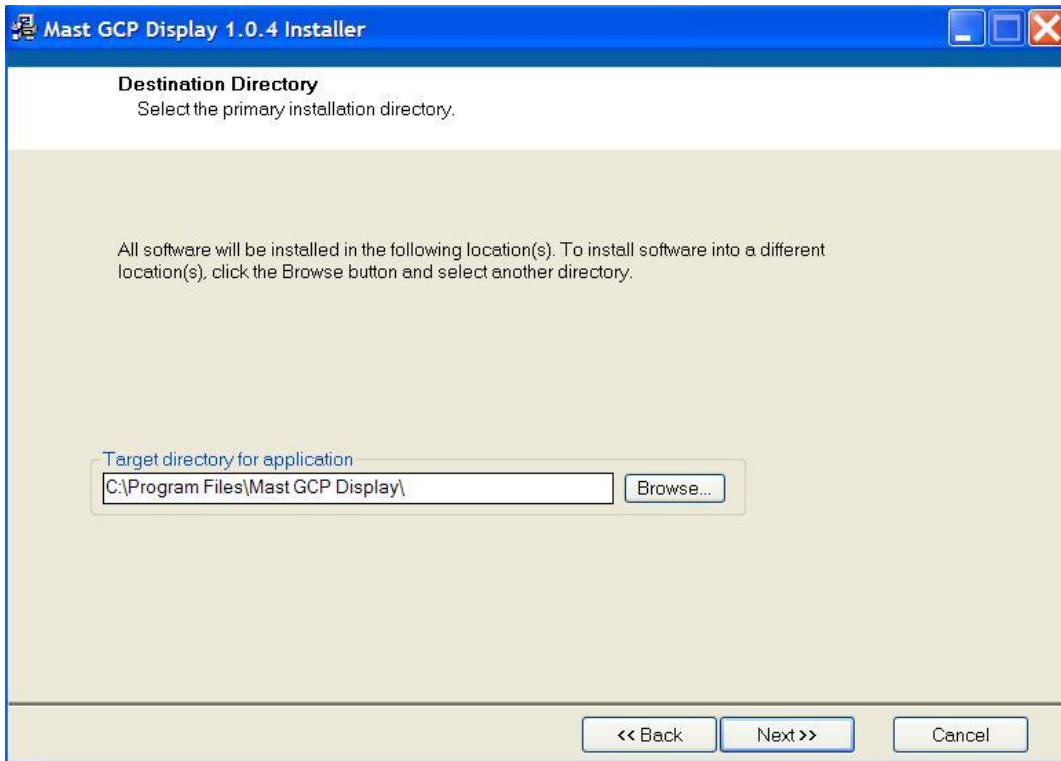 Mast GCP Display 1.0.4 Installer
Destination Directory
Select the primary installation directory.
All software will be installed in the following location(s). To install software into a different
location(s), click the Browse button and select another directory.
Target directory for application
C:\Program Files\Mast GCP Display\
Browse...
<< Back
Next >>
Cancel